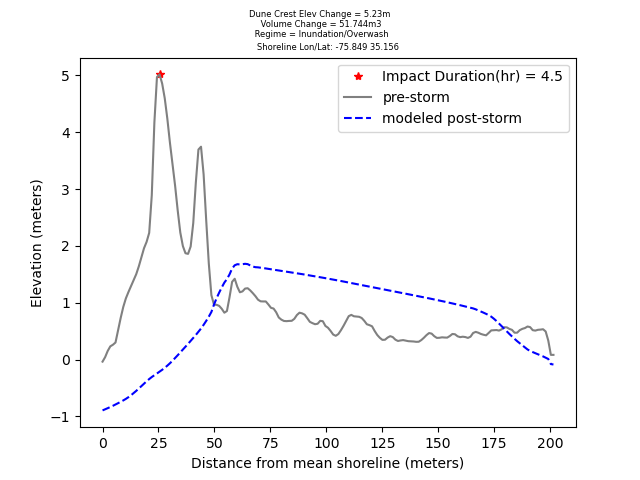 Dune Crest Elev Change = 5.23m
Volume Change = 51.744m3
Regime = Inundation/Overwash
Shoreline Lon/Lat: -75.849 35.156
Impact Duration(hr) = 4.5
pre-storm
modeled post-storm
Elevation (meters)
5
4
3
2
1
0
−1
0 25 50 75 100 125 150 175 200
Distance from mean shoreline (meters)